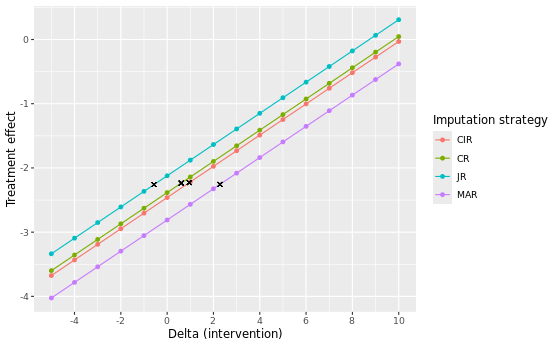 Treatment effect
0
-1
-2
-3
-4
-4
-2
0
2
4
6
8
10
Delta (intervention)
Imputation strategy
CIR
CR
JR
MAR